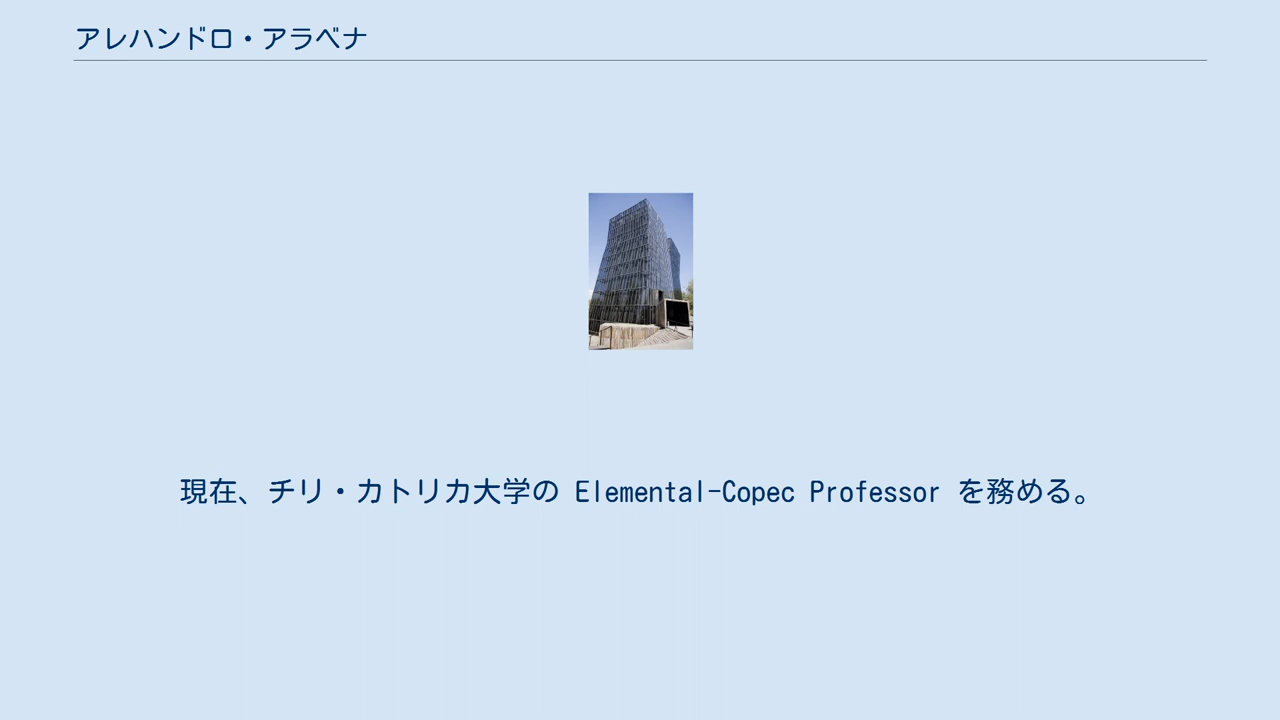 アレハンドロ・アラベナ
現在、チリ・カトリカ大学の Elemental-Copec Professor を務める。